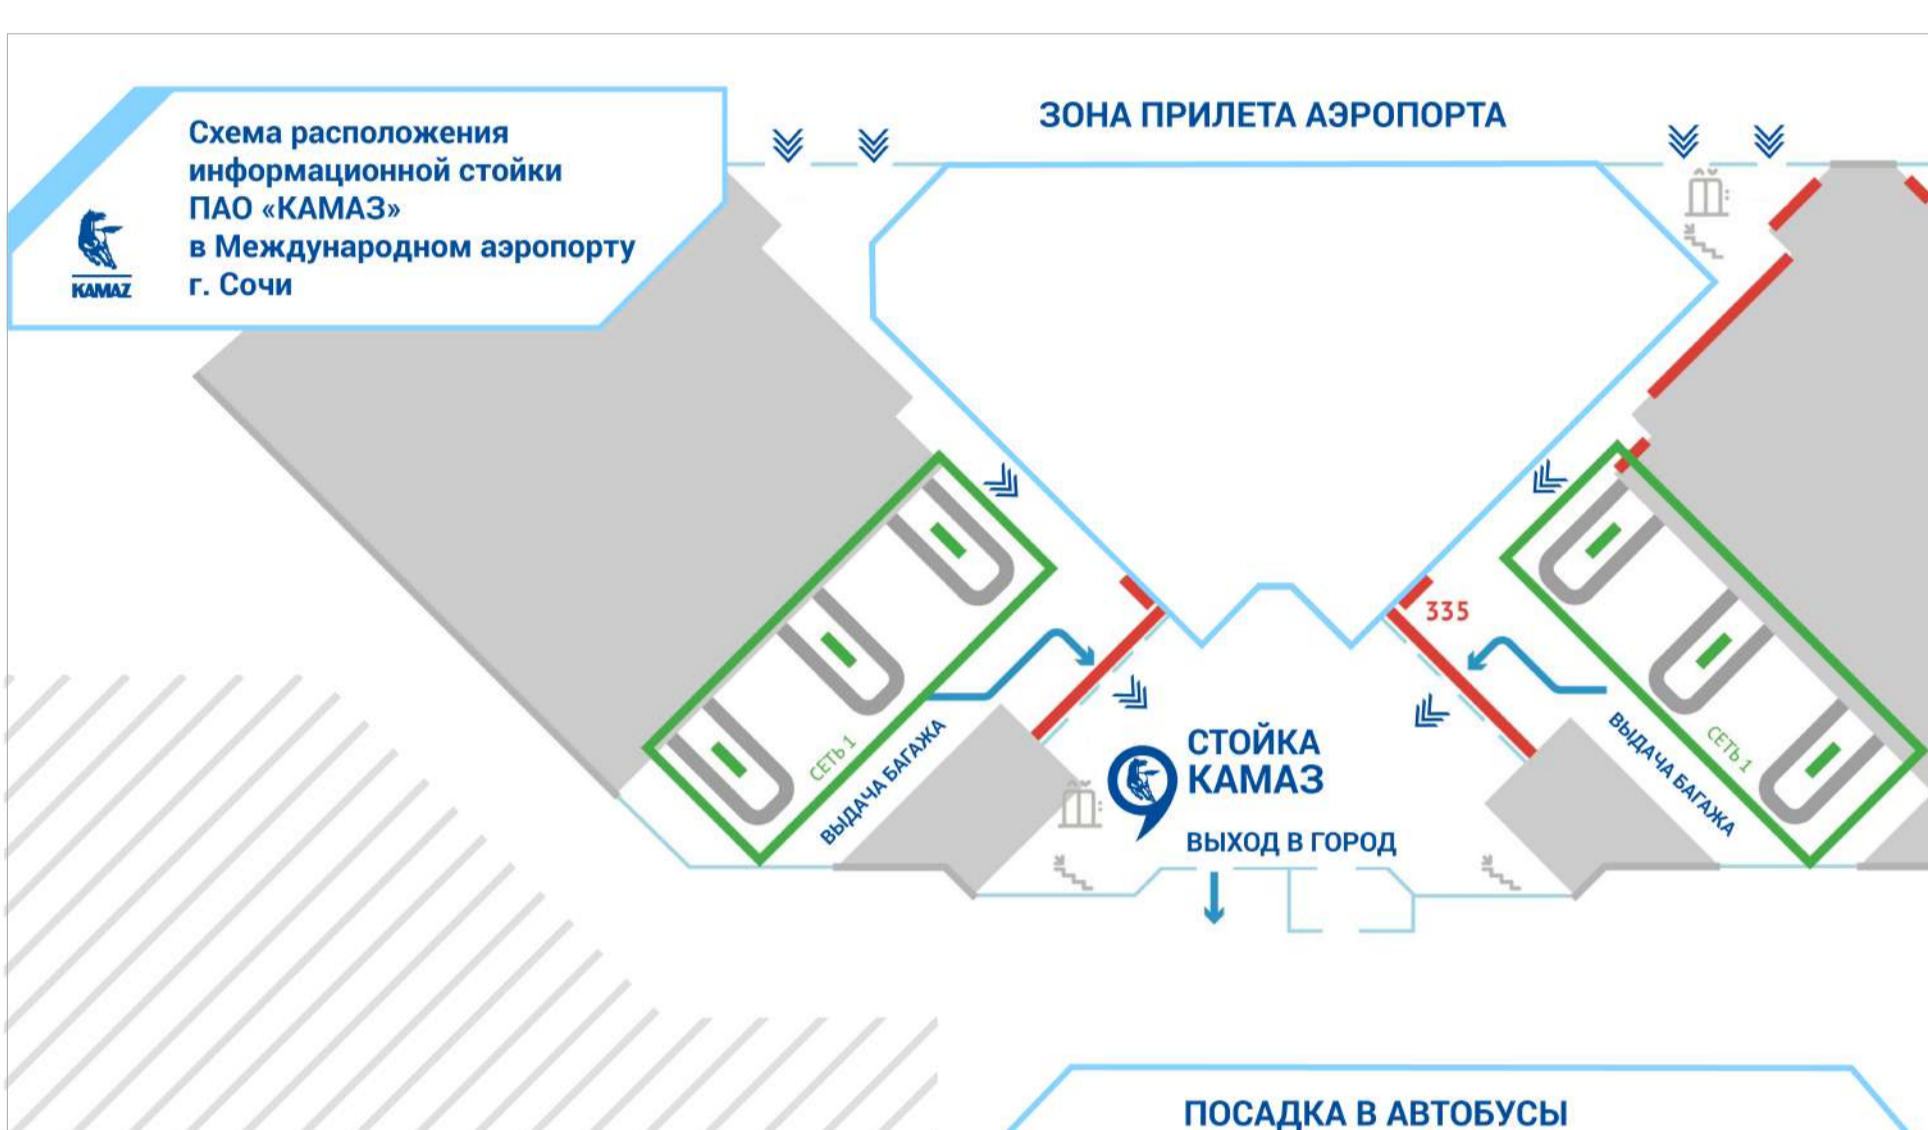 ЗОНА ПРИЛЕТА АЭРОПОРТА
Схема расположения
информационной стойки
ПАО «КАМАЗ»
в Международном аэропорту
г. Сочи
KAMAZ
335
СЕТЬ 1
ВЫДАЧА БАГАЖА
СТОЙКА
КАМАЗ
ВЫХОД В ГОРОД
СЕТЬ 1
ВЫДАЧА БАГАЖА
ПОСАДКА В АВТОБУСЫ